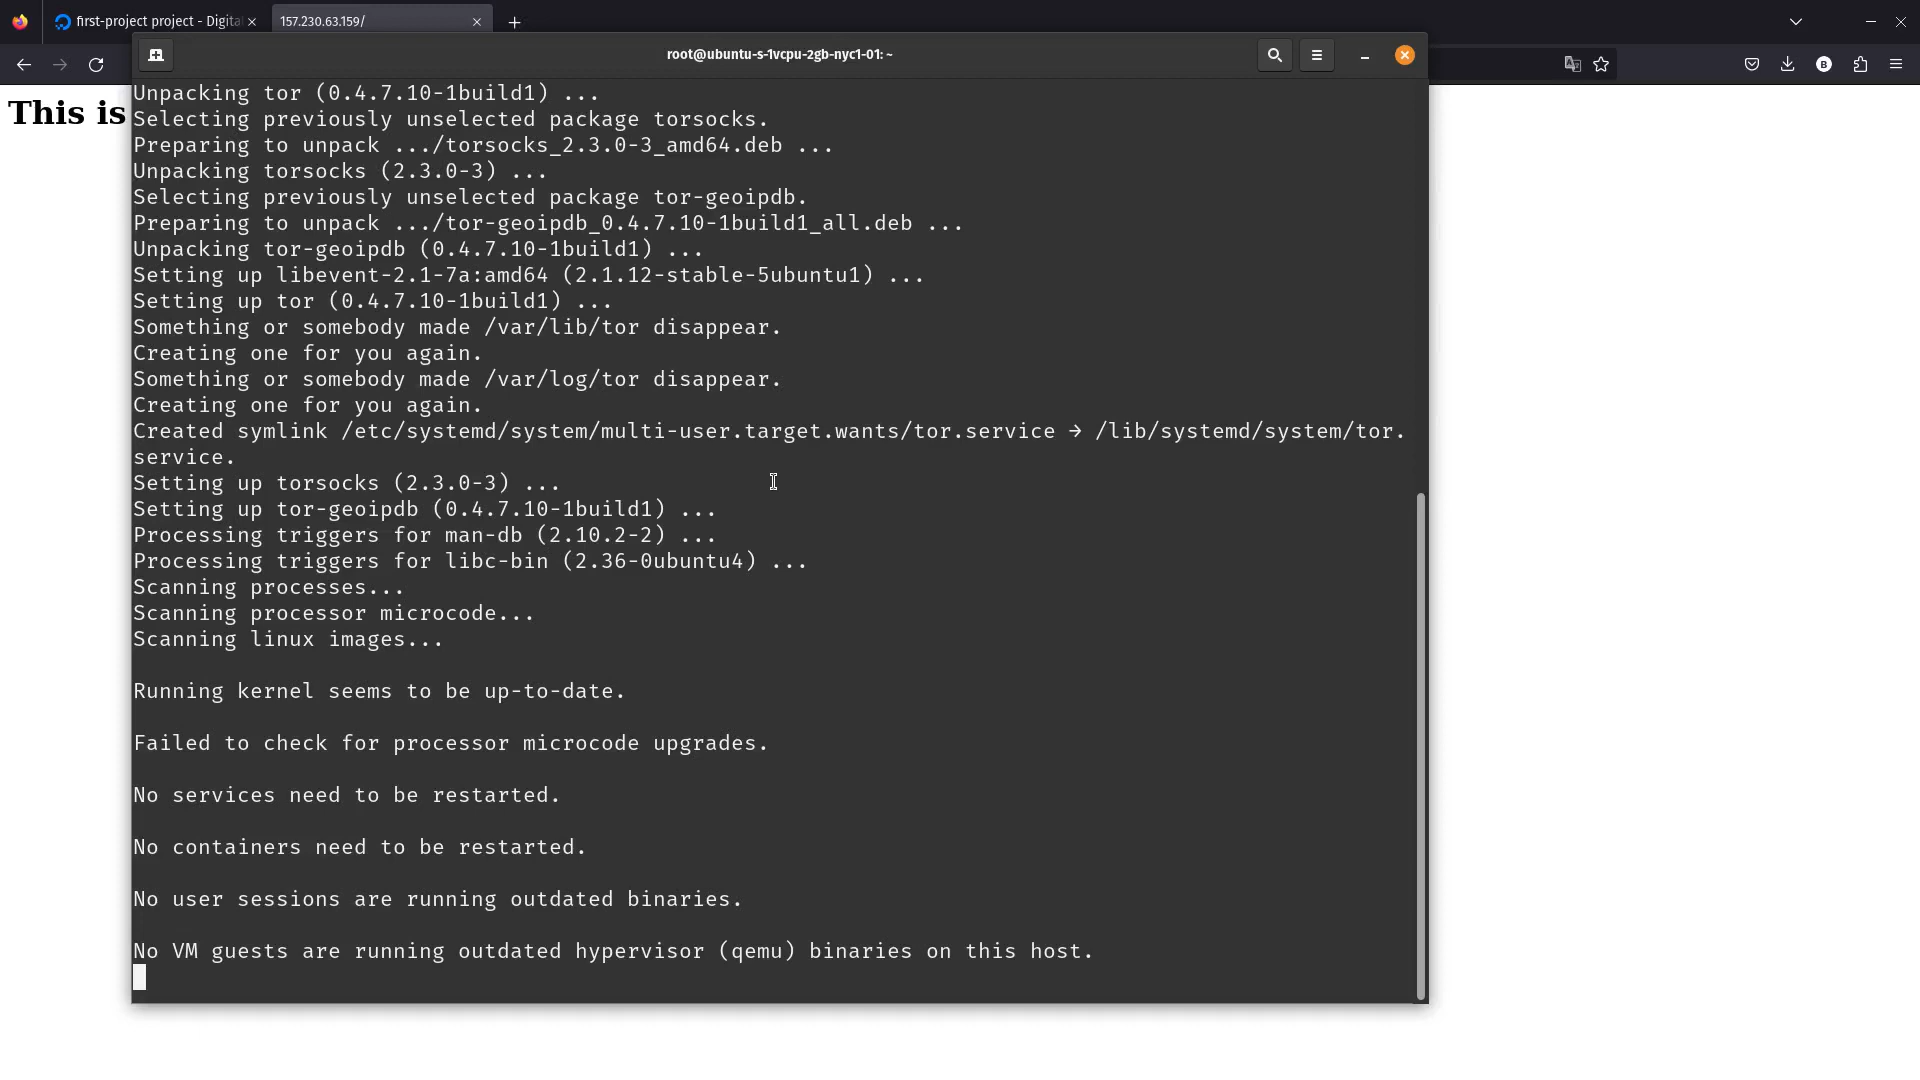 first-project project - Digita
157.230.63.159/
root@ubuntu-s-1vcpu-2gb-nyc1-01: ~
B
This is
Unpacking tor (0.4.7.10-1build1) ...
Selecting previously unselected package torsocks.
Preparing to unpack .../torsocks_2.3.0-3_amd64.deb ...
Unpacking torsocks (2.3.0-3) ...
Selecting previously unselected package tor-geoipdb.
Preparing to unpack .../tor-geoipdb_0.4.7.10-1build1_all.deb ...
Unpacking tor-geoipdb (0.4.7.10-1build1) ...
Setting up libevent-2.1-7a:amd64 (2.1.12-stable-5ubuntu1) ...
Setting up tor (0.4.7.10-1build1) ...
Something or somebody made /var/lib/tor disappear.
Creating one for you again.
Something or somebody made /var/log/tor disappear.
Creating one for you again.
Created symlink /etc/systemd/system/multi-user.target.wants/tor.service → /lib/systemd/system/tor.
service.
Setting up torsocks (2.3.0-3) ...
Setting up tor-geoipdb (0.4.7.10-1build1) ...
Processing triggers for man-db (2.10.2-2) ...
Processing triggers for libc-bin (2.36-0ubuntu4) ...
Scanning processes...
Scanning processor microcode...
Scanning linux images...
Running kernel seems to be up-to-date.
Failed to check for processor microcode upgrades.
No services need to be restarted.
No containers need to be restarted.
No user sessions are running outdated binaries.
No VM guests are running outdated hypervisor (qemu) binaries on this host.